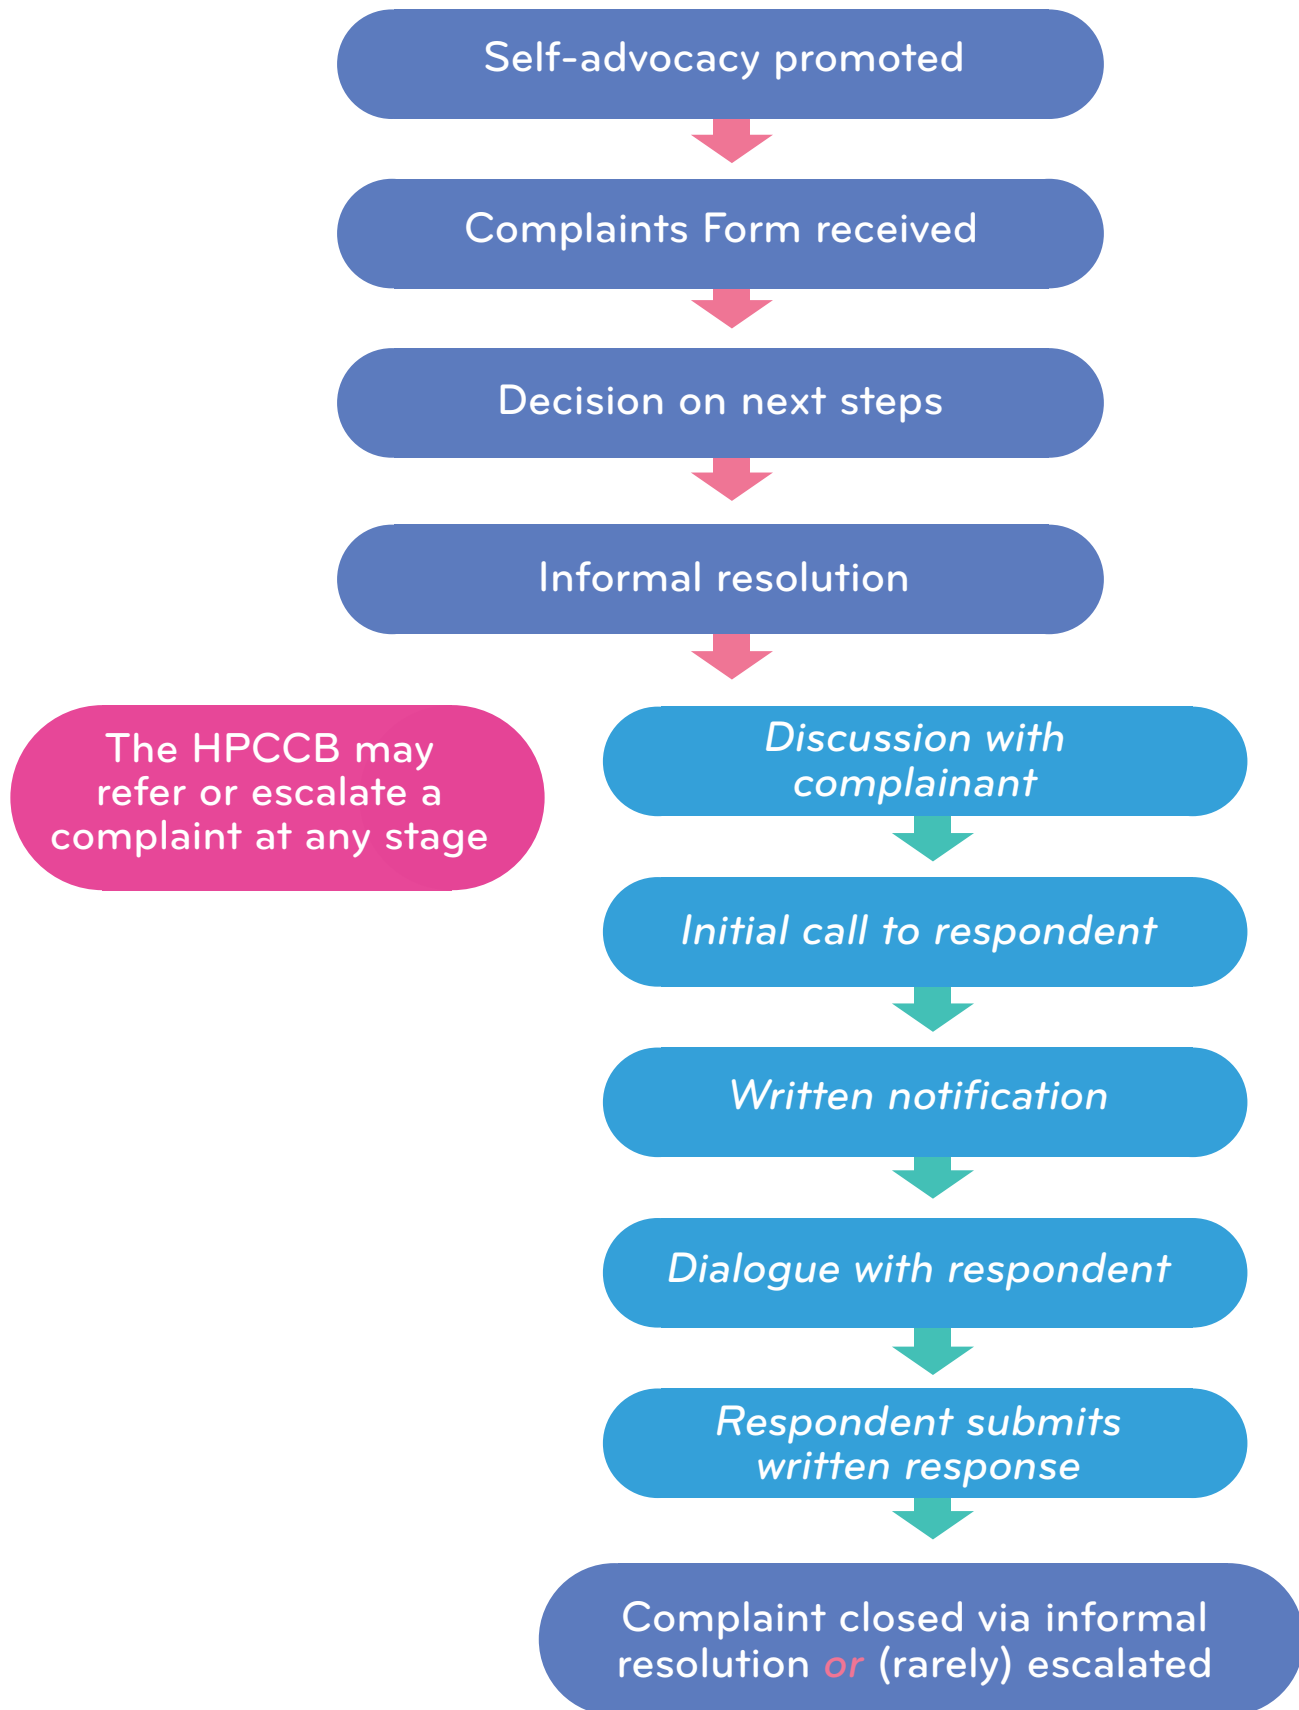 Self-advocacy promoted
Complaints Form received
Decision on next steps
Informal resolution
The HPCCB may
refer or escalate a
complaint at any stage
Discussion with
complainant
Initial call to respondent
Written notification
Dialogue with respondent
Respondent submits
written response
Complaint closed via informal
resolution or (rarely) escalated